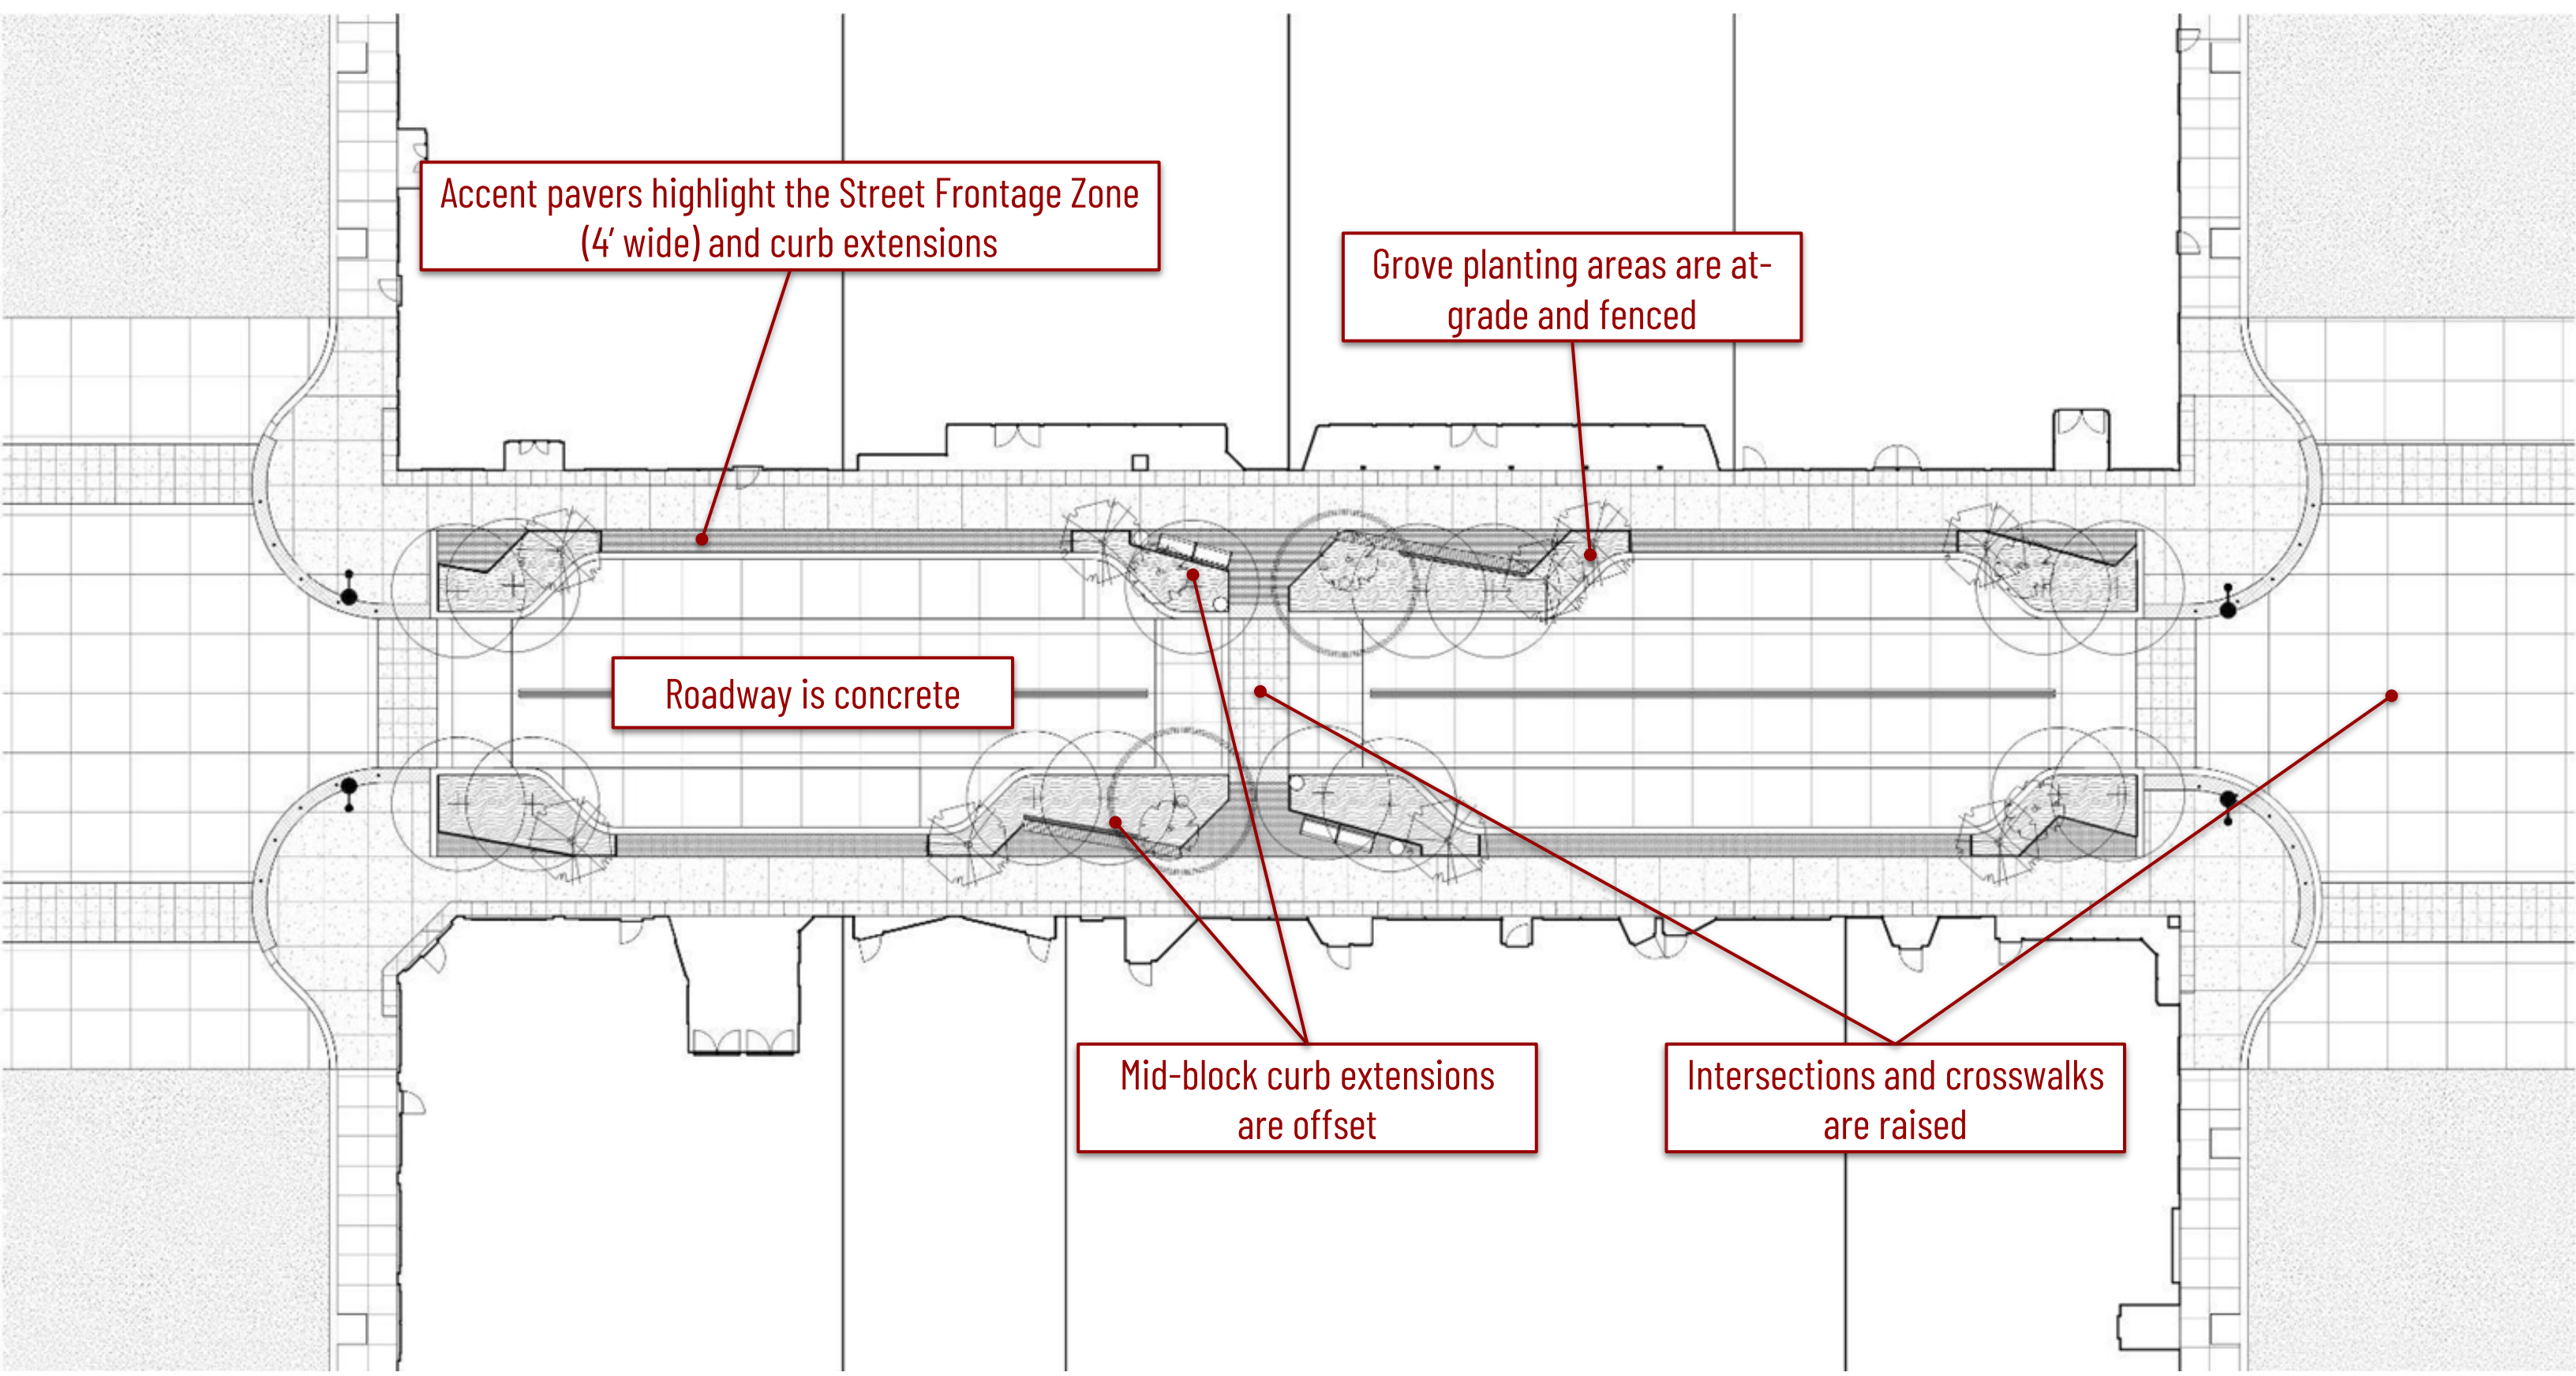 Accent pavers highlight the Street Frontage Zone
(4’ wide) and curb extensions
Grove planting areas are at-
grade and fenced
Roadway is concrete
Mid-block curb extensions
are offset
Intersections and crosswalks
are raised